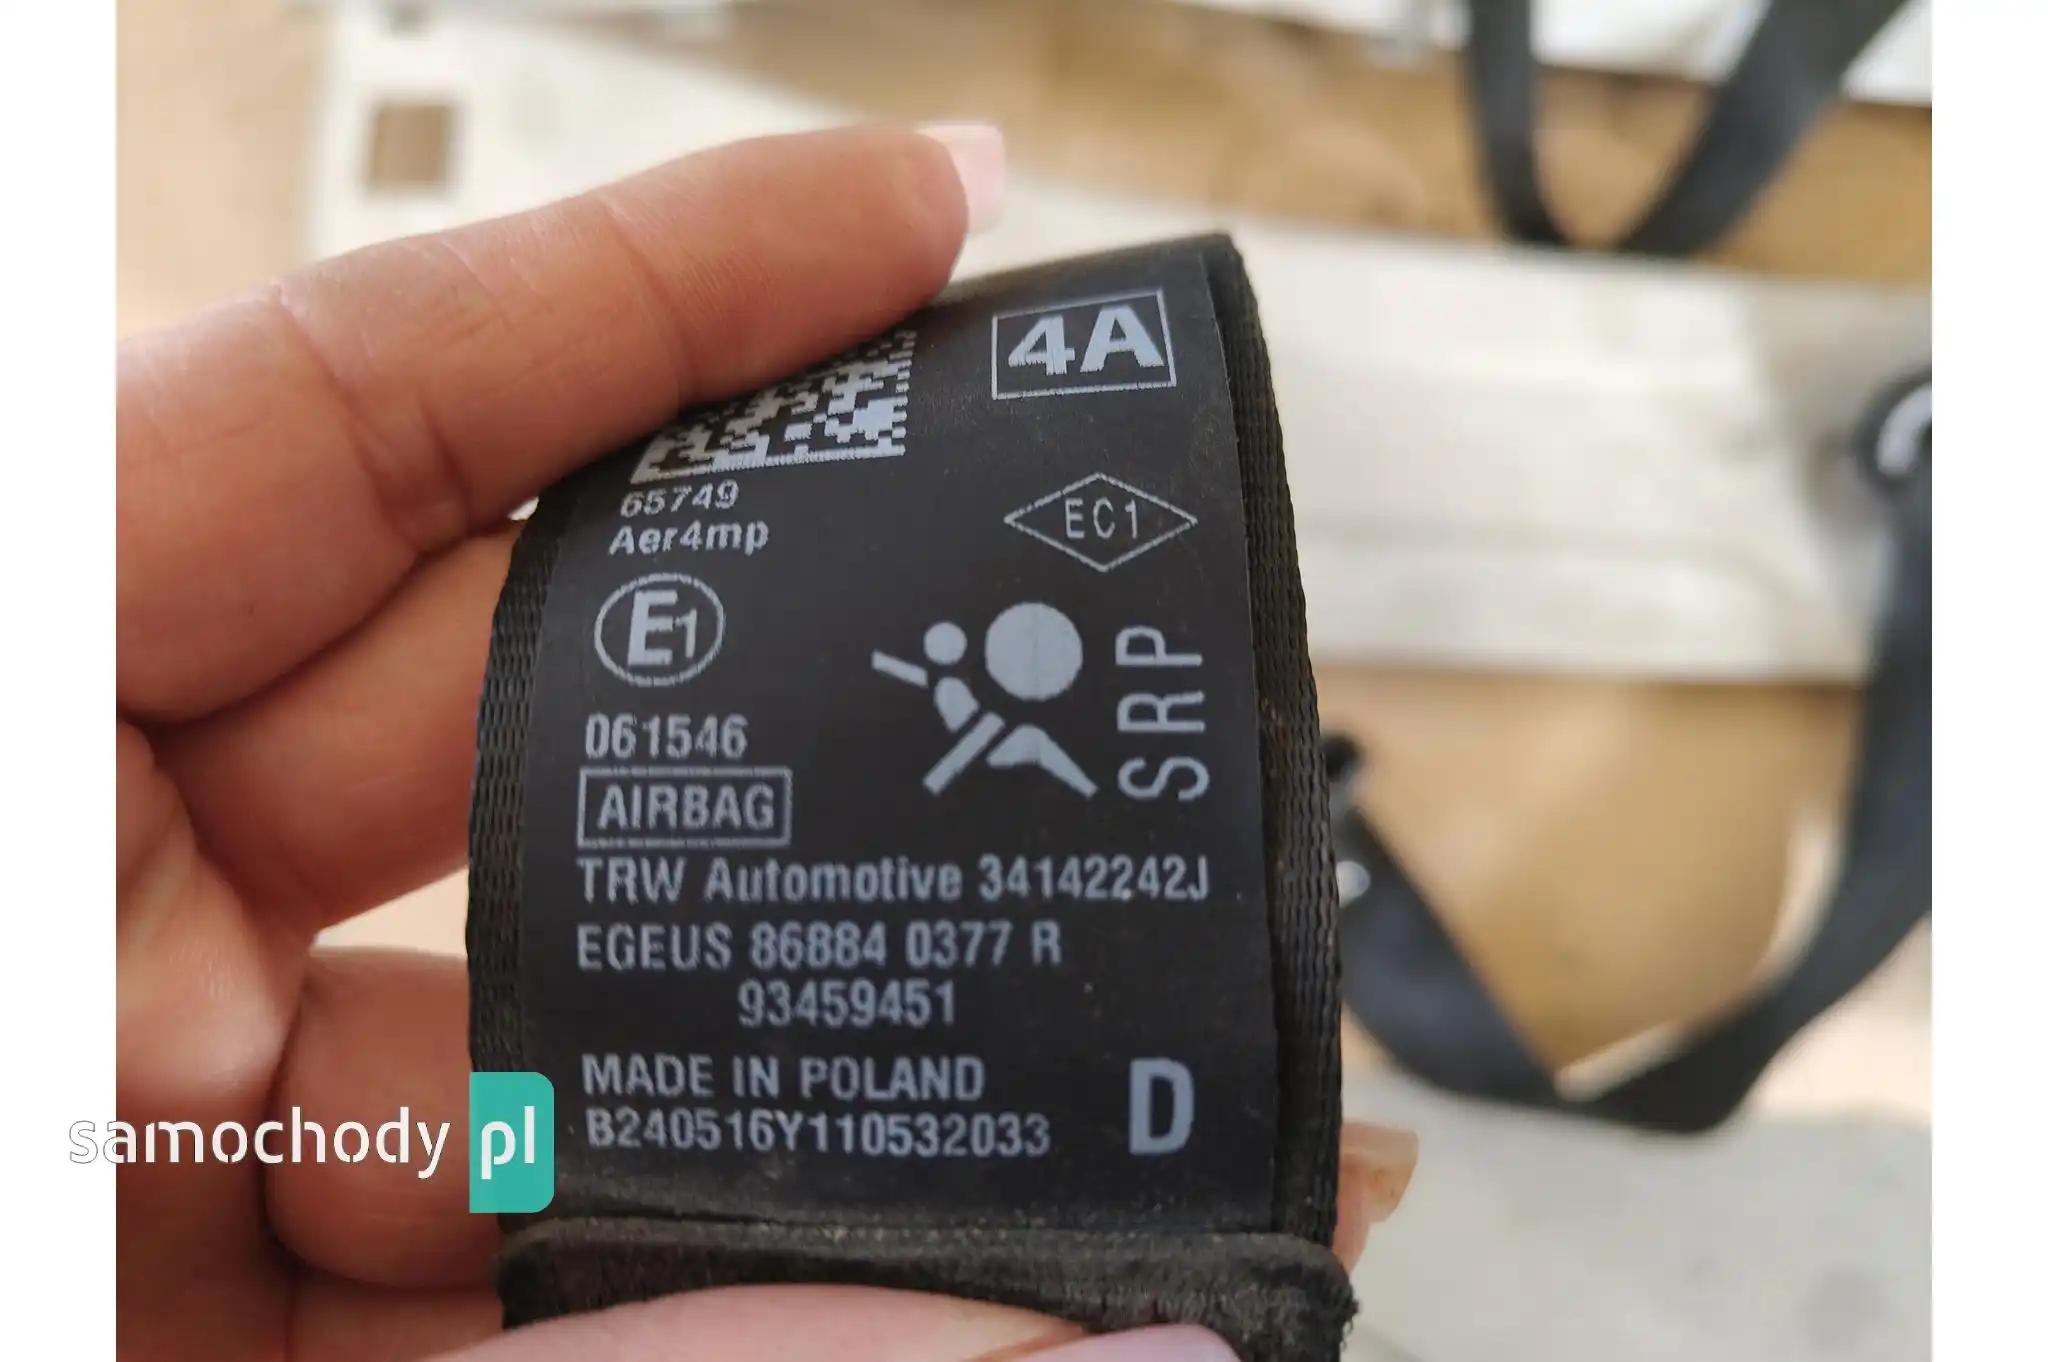 4A
65749
Aer4mp
EC1
E1
SRP
061546
AIRBAG
TRW Automotive 34142242J
EGEUS 86884 0377 R
93459451
MADE IN POLAND
B240516Y110532033
D
samochody pl